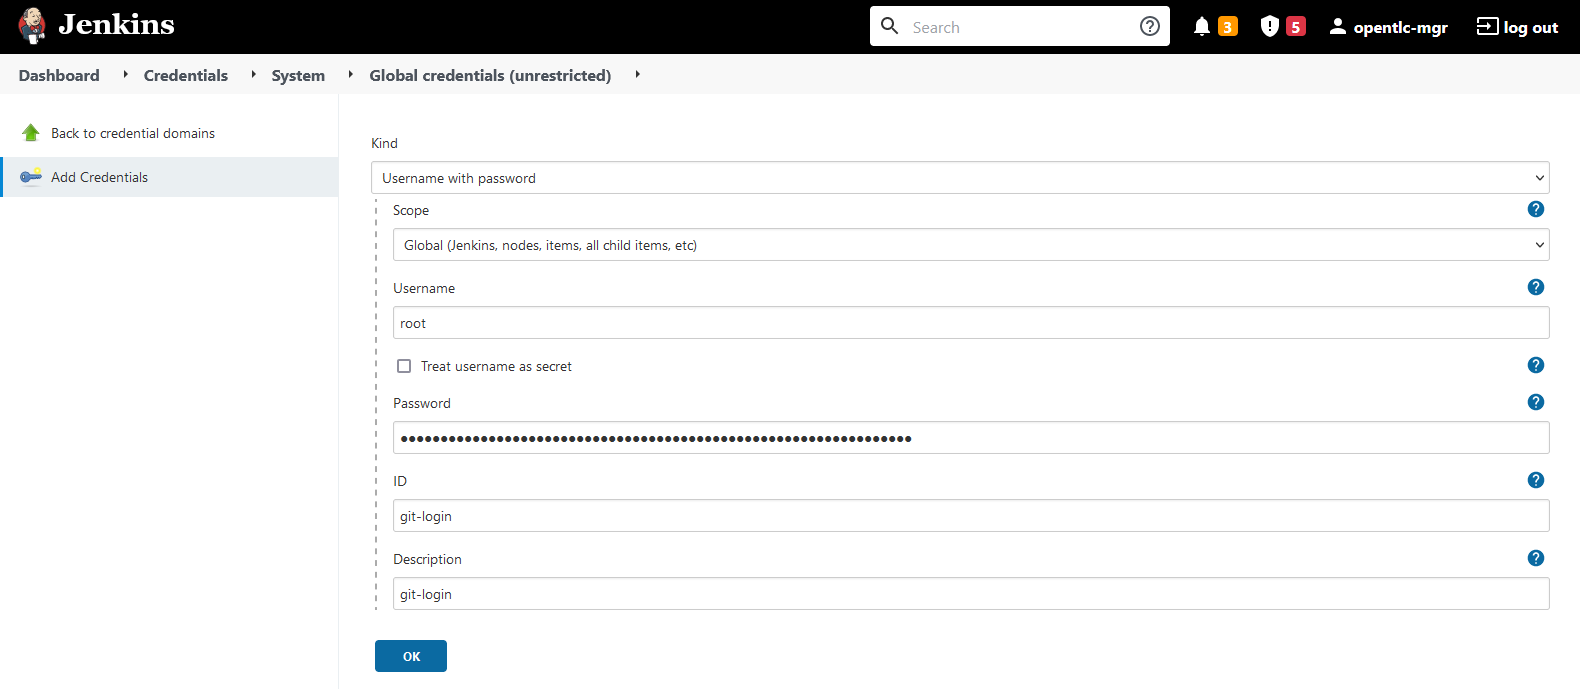 Jenkins
Search
3
5
opentlc-mgr
log out
Dashboard
Credentials
System
Global credentials (unrestricted)
Back to credential domains
Add Credentials
Kind
Username with password
Scope
Global (Jenkins, nodes, items, all child items, etc)
Username
root
Treat username as secret
Password
ID
git-login
Description
git-login
OK